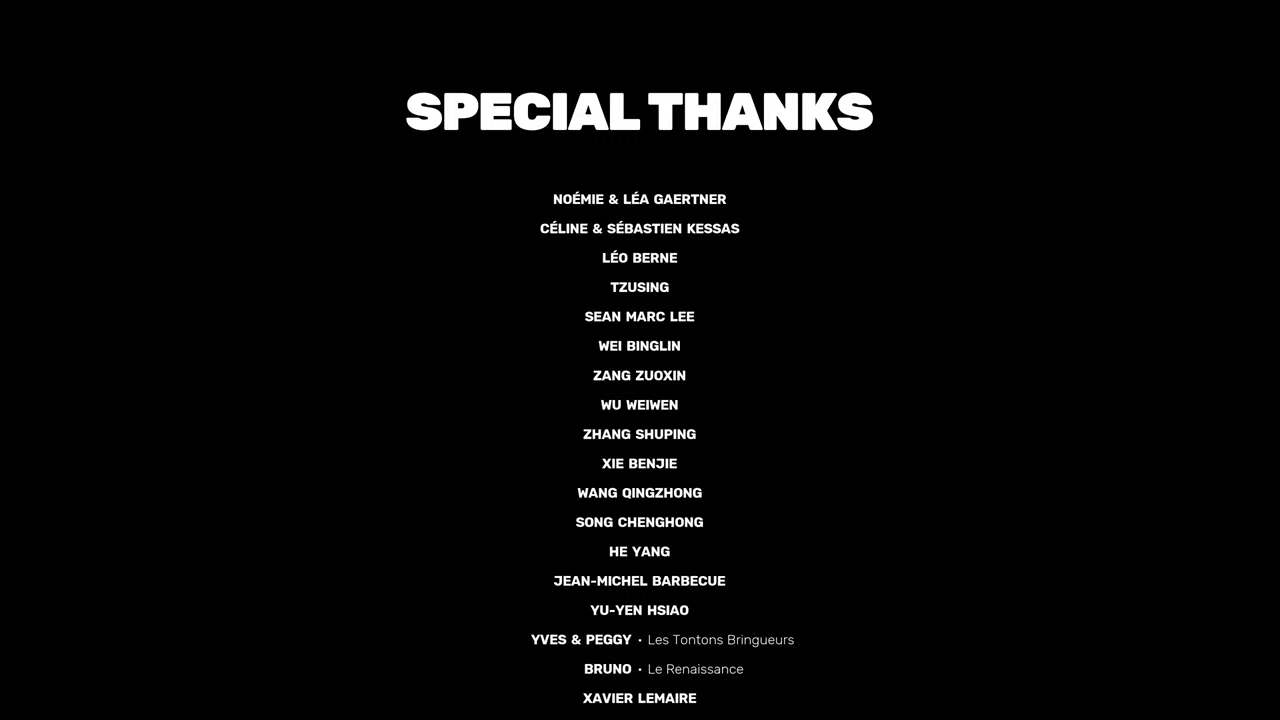 SPECIAL THANKS
NOÉMIE & LÉA GAERTNER
CÉLINE & SÉBASTIEN KESSAS
LÉO BERNE
TZUSING
SEAN MARC LEE
WEI BINGLIN
ZANG ZUOXIN
WU WEIWEN
ZHANG SHUPING
XIE BENJIE
WANG QINGZHONG
SONG CHENGHONG
HE YANG
JEAN-MICHEL BARBECUE
YU-YEN HSIAO
YVES & PEGGY • Les Tontons Bringueurs
BRUNO • Le Renaissance
XAVIER LEMAIRE